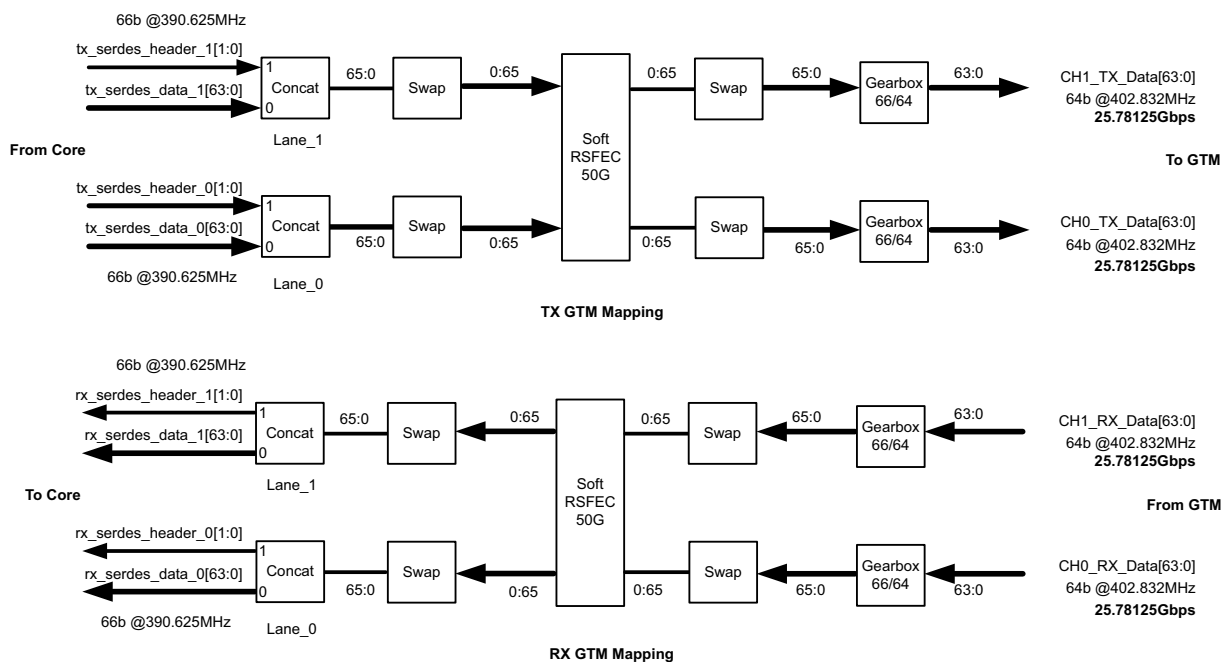 66b @390.625MHz
tx_serdes_header_1[1:0]
tx_serdes_data_1[63:0]
1
Concat
0
Lane_1
65:0
Swap
0:65
From Core
tx_serdes_header_0[1:0]
tx_serdes_data_0[63:0]
66b @390.625MHz
1
Concat
0
Lane_0
65:0
Swap
0:65
Soft
RSFEC
50G
0:65
Swap
65:0
Gearbox
66/64
63:0
CH1_TX_Data[63:0]
64b @402.832MHz
25.78125Gbps
To GTM
0:65
Swap
65:0
Gearbox
66/64
63:0
CH0_TX_Data[63:0]
64b @402.832MHz
25.78125Gbps
TX GTM Mapping
66b @390.625MHz
rx_serdes_header_1[1:0]
rx_serdes_data_1[63:0]
1
Concat
0
Lane_1
65:0
Swap
0:65
To Core
rx_serdes_header_0[1:0]
rx_serdes_data_0[63:0]
66b @390.625MHz
1
Concat
0
Lane_0
65:0
Swap
0:65
Soft
RSFEC
50G
0:65
Swap
65:0
Gearbox
66/64
63:0
CH1_RX_Data[63:0]
64b @402.832MHz
25.78125Gbps
From GTM
0:65
Swap
65:0
Gearbox
66/64
63:0
CH0_RX_Data[63:0]
64b @402.832MHz
25.78125Gbps
RX GTM Mapping